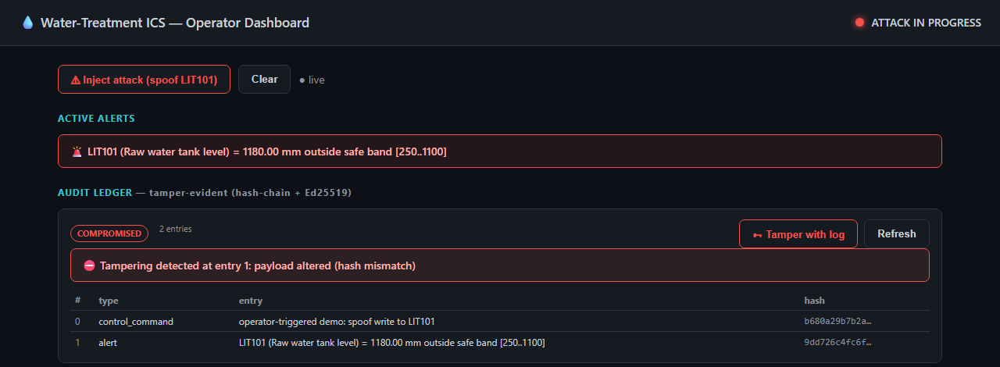 💧 Water-Treatment ICS — Operator Dashboard
ATTACK IN PROGRESS
⚠ Inject attack (spoof LIT101)
Clear
● live
ACTIVE ALERTS
🚨 LIT101 (Raw water tank level) = 1180.00 mm outside safe band [250..1100]
AUDIT LEDGER — tamper-evident (hash-chain + Ed25519)
COMPROMISED
2 entries
Tamper with log
Refresh
⛔ Tampering detected at entry 1: payload altered (hash mismatch)
# type entry hash
0 control_command operator-triggered demo: spoof write to LIT101 b680a29b7b2a…
1 alert LIT101 (Raw water tank level) = 1180.00 mm outside safe band [250..1100] 9dd726c4fc6f…